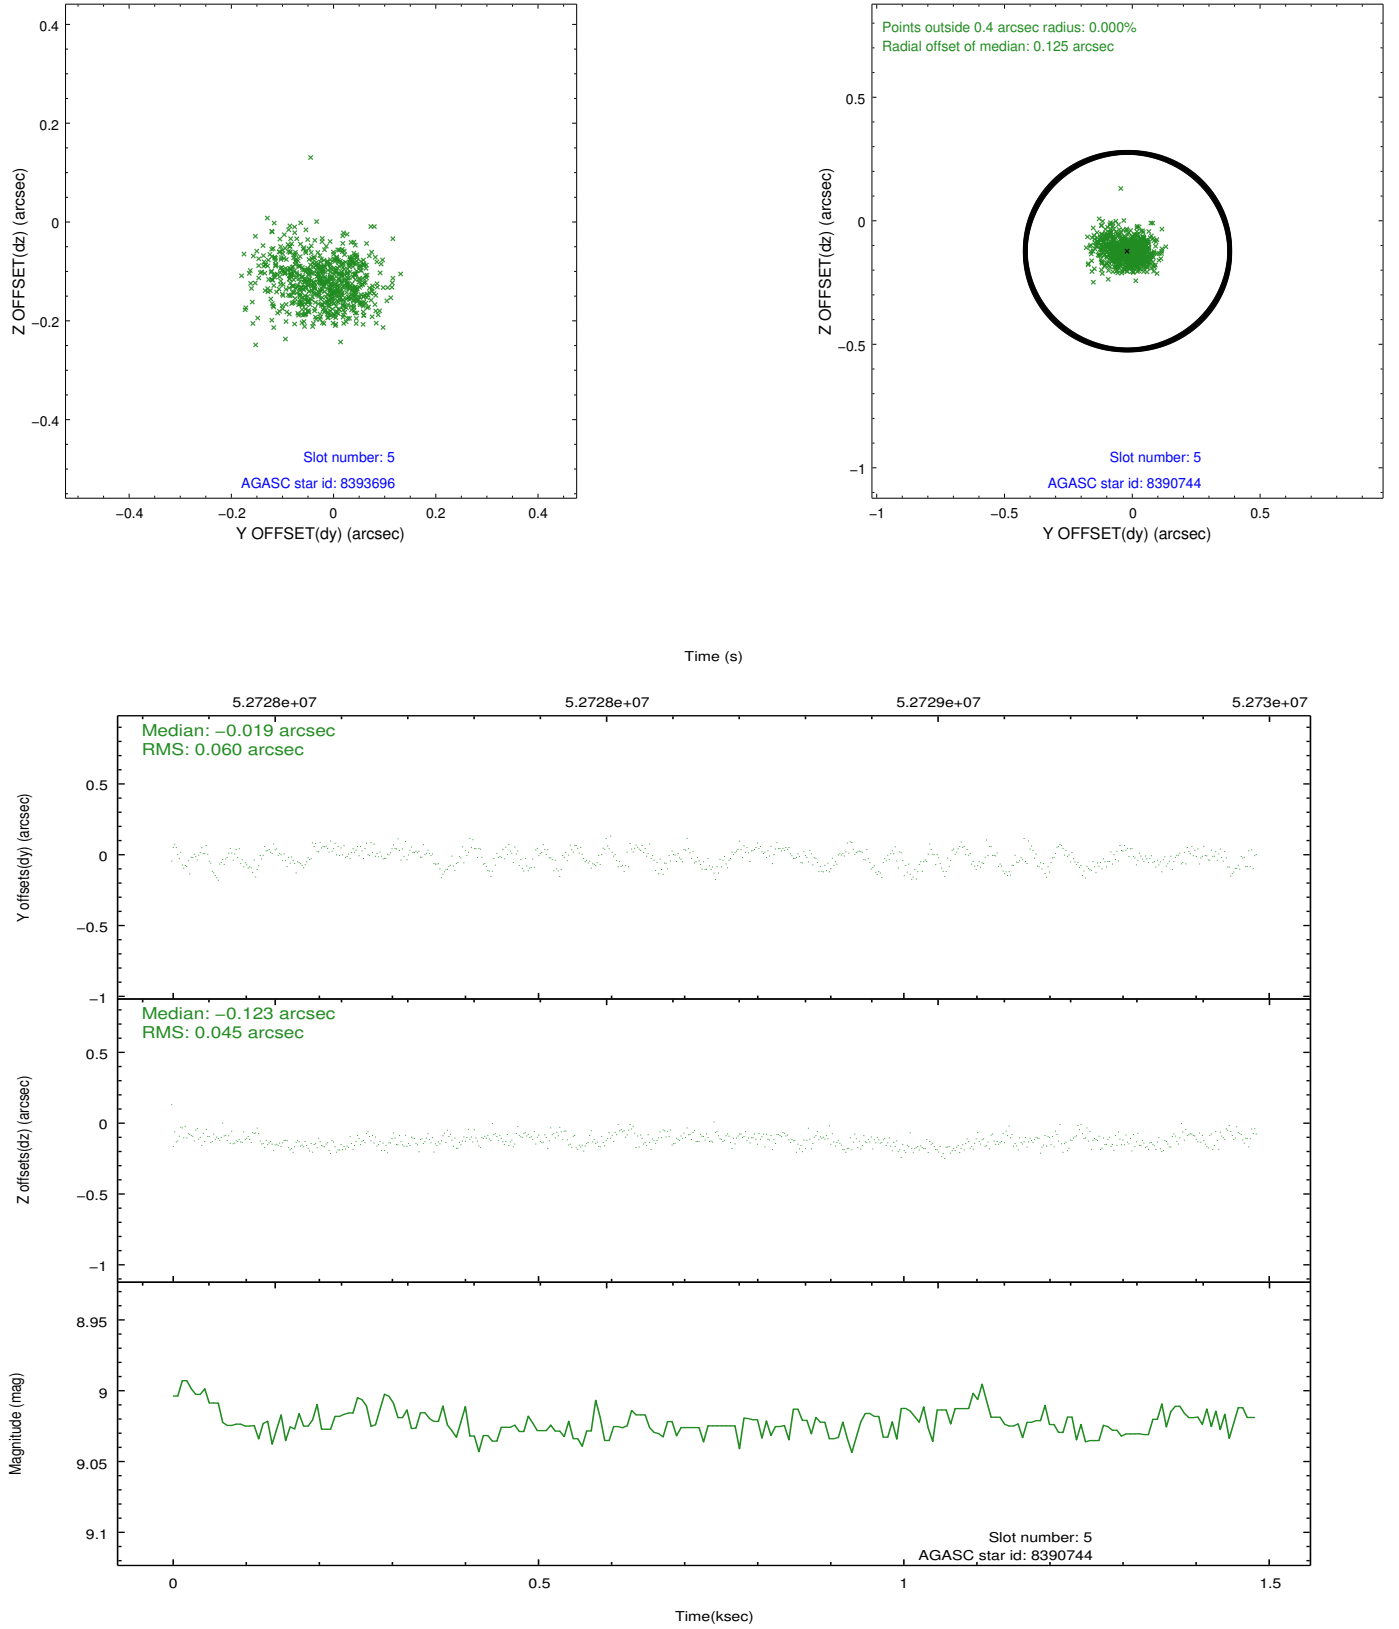 0.4
0.2
0
−0.2
−0.4
Z OFFSET(dz) (arcsec)
Slot number: 5
AGASC star id: 8393696
−0.4
−0.2
0
0.2
0.4
Y OFFSET(dy) (arcsec)
Points outside 0.4 arcsec radius: 0.000%
Radial offset of median: 0.125 arcsec
0.5
0
−0.5
−1
Z OFFSET(dz) (arcsec)
Slot number: 5
AGASC star id: 8390744
−1
−0.5
0
0.5
Y OFFSET(dy) (arcsec)
Time (s)
5.2728e+07
5.2728e+07
5.2729e+07
5.273e+07
Median: −0.019 arcsec
RMS: 0.060 arcsec
0.5
0
−0.5
−1
Y offsets(dy) (arcsec)
Median: −0.123 arcsec
RMS: 0.045 arcsec
0.5
0
−0.5
−1
Z offsets(dz) (arcsec)
8.95
9
9.05
9.1
Magnitude (mag)
Slot number: 5
AGASC star id: 8390744
0
0.5
1
1.5
Time(ksec)